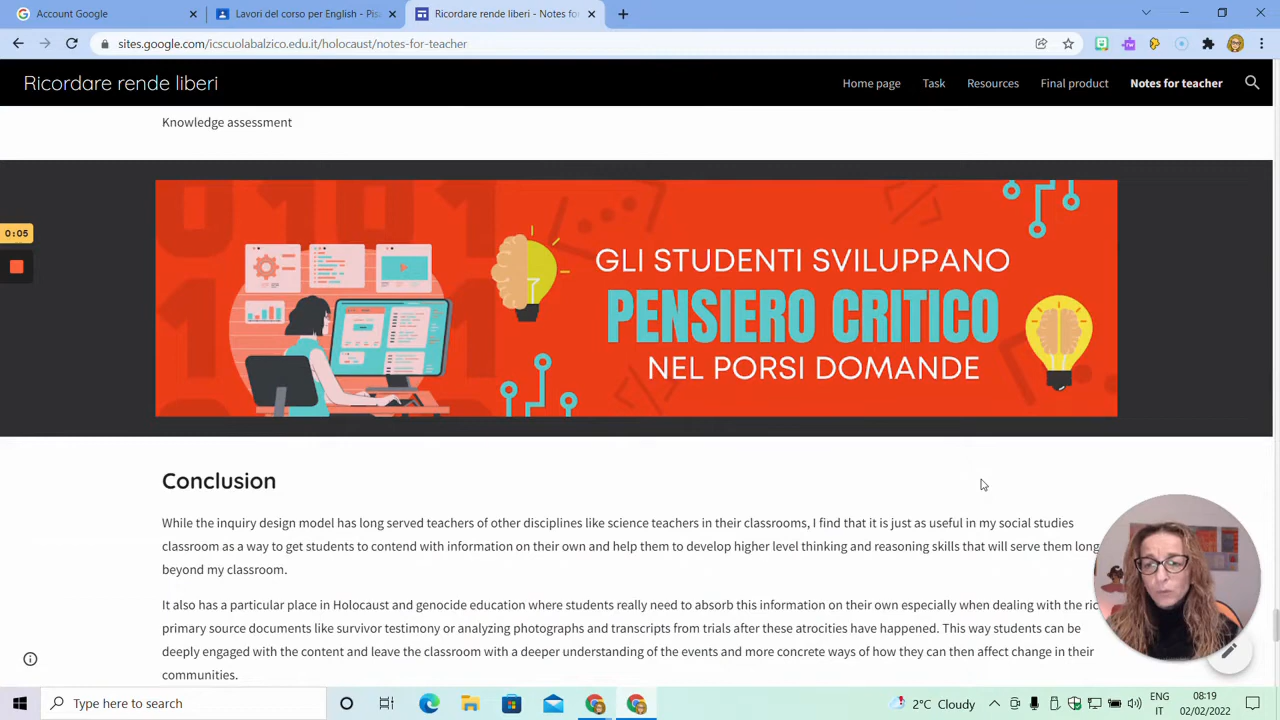 Account Google
Lavori del corso per English - Pisa
Ricordare rende liberi - Notes for
sites.google.com/icscuolabalzico.edu.it/holocaust/notes-for-teacher
Ricordare rende liberi
Home page
Task
Resources
Final product
Notes for teacher
Knowledge assessment
0:05
GLI STUDENTI SVILUPPANO
PENSIERO CRITICO
NEL PORSI DOMANDE
Conclusion
While the inquiry design model has long served teachers of other disciplines like science teachers in their classrooms, I find that it is just as useful in my social studies
classroom as a way to get students to contend with information on their own and help them to develop higher level thinking and reasoning skills that will serve them long
beyond my classroom.
It also has a particular place in Holocaust and genocide education where students really need to absorb this information on their own especially when dealing with the ric
primary source documents like survivor testimony or analyzing photographs and transcripts from trials after these atrocities have happened. This way students can be
deeply engaged with the content and leave the classroom with a deeper understanding of the events and more concrete ways of how they can then affect change in their
communities.
Type here to search
2°C Cloudy
ENG
IT
08:19
02/02/2022